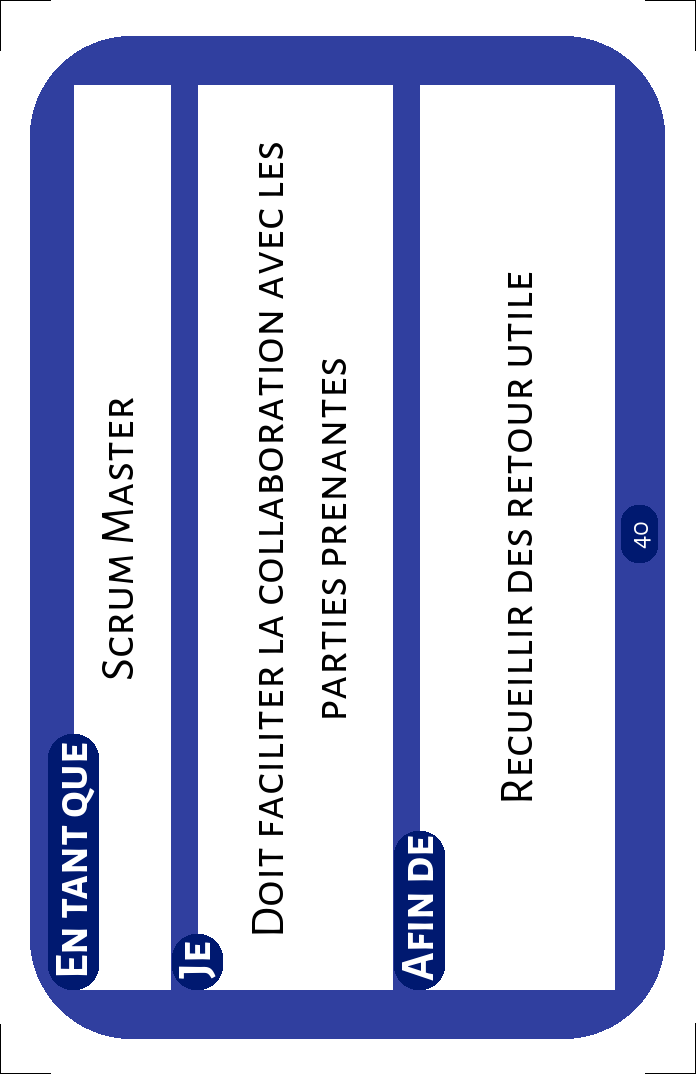 En tant que
Scrum Master
Je
Doit faciliter la collaboration avec les
parties prenantes
Afin de
Recueillir des retour utile
40